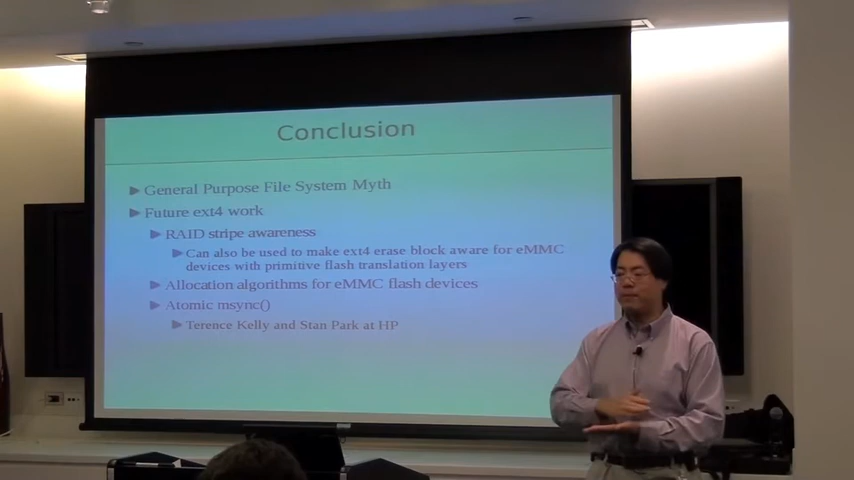 Conclusion
General Purpose File System Myth
Future ext4 work
RAID stripe awareness
Can also be used to make ext4 erase block aware for eMMC
devices with primitive flash translation layers
Allocation algorithms for eMMC flash devices
Atomic msync()
Terence Kelly and Stan Park at HP